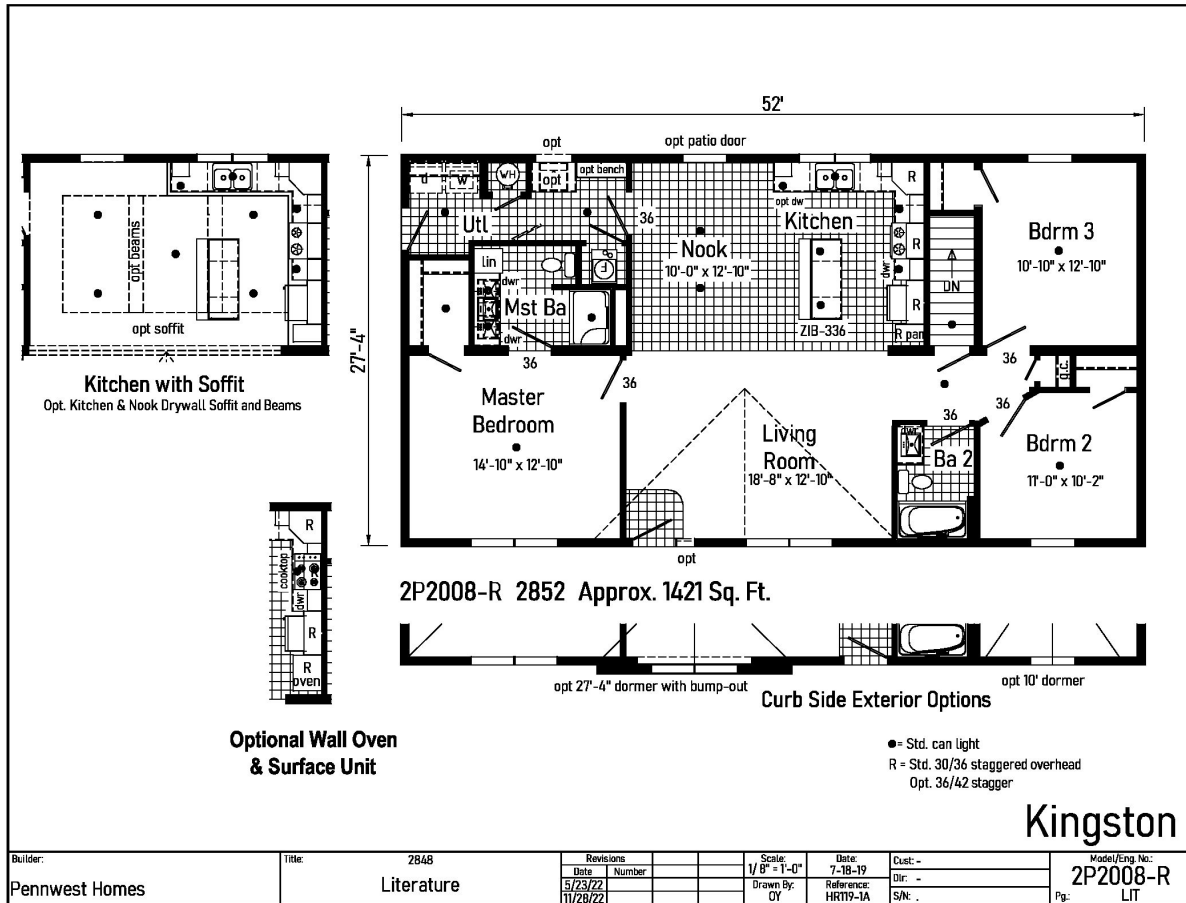 52'
opt
opt patio door
27'-4"
opt beams
opt soffit
Kitchen with Soffit
Opt. Kitchen & Nook Drywall Soffit and Beams
d
w
WH
opt
opt bench
Utl
36
lin
dwr
Mst Ba
dwr
F
36
Nook
10'-0" x 12'-10"
opt dw
Kitchen
R
R
dwr
R
R pan
ZIB-336
DN
Bdrm 3
10'-10" x 12'-10"
36
36
36
g.c.
36
Master
Bedroom
14'-10" x 12'-10"
Living
Room
18'-8" x 12'-10"
dwr
Ba 2
Bdrm 2
11'-0" x 10'-2"
opt
R
cooktop
dwr
R
R
oven
Optional Wall Oven
& Surface Unit
2P2008-R 2852 Approx. 1421 Sq. Ft.
opt 27'-4" dormer with bump-out
Curb Side Exterior Options
opt 10' dormer
= Std. can light
R = Std. 30/36 staggered overhead
Opt. 36/42 stagger
Kingston
Builder:
Pennwest Homes
Title:
2848
Literature
Revisions
Date Number
5/23/22
11/28/22
Scale:
1/8" = 1'-0"
Drawn By:
OY
Date:
7-18-19
Reference:
HR119-1A
Cust: -
Dlr: -
S/N: .
Model/Eng. No.:
2P2008-R
Pg.: LIT